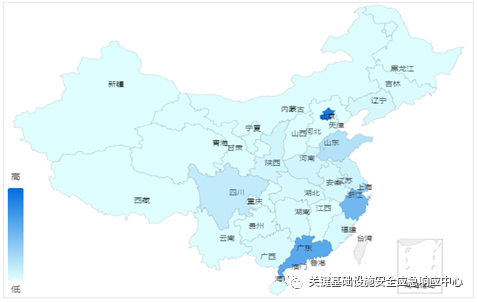 黑龙江
吉林
新疆
辽宁
内蒙古
天津
宁夏
山西
河北
青海
甘肃
山东
陕西
河南
高
江苏
安徽
上海
四川
湖北
西藏
重庆
浙江
湖南
江西
贵州
福建
云南
台湾
广东
广西
香港
澳门
低
关键基础设施安全应急响应中心